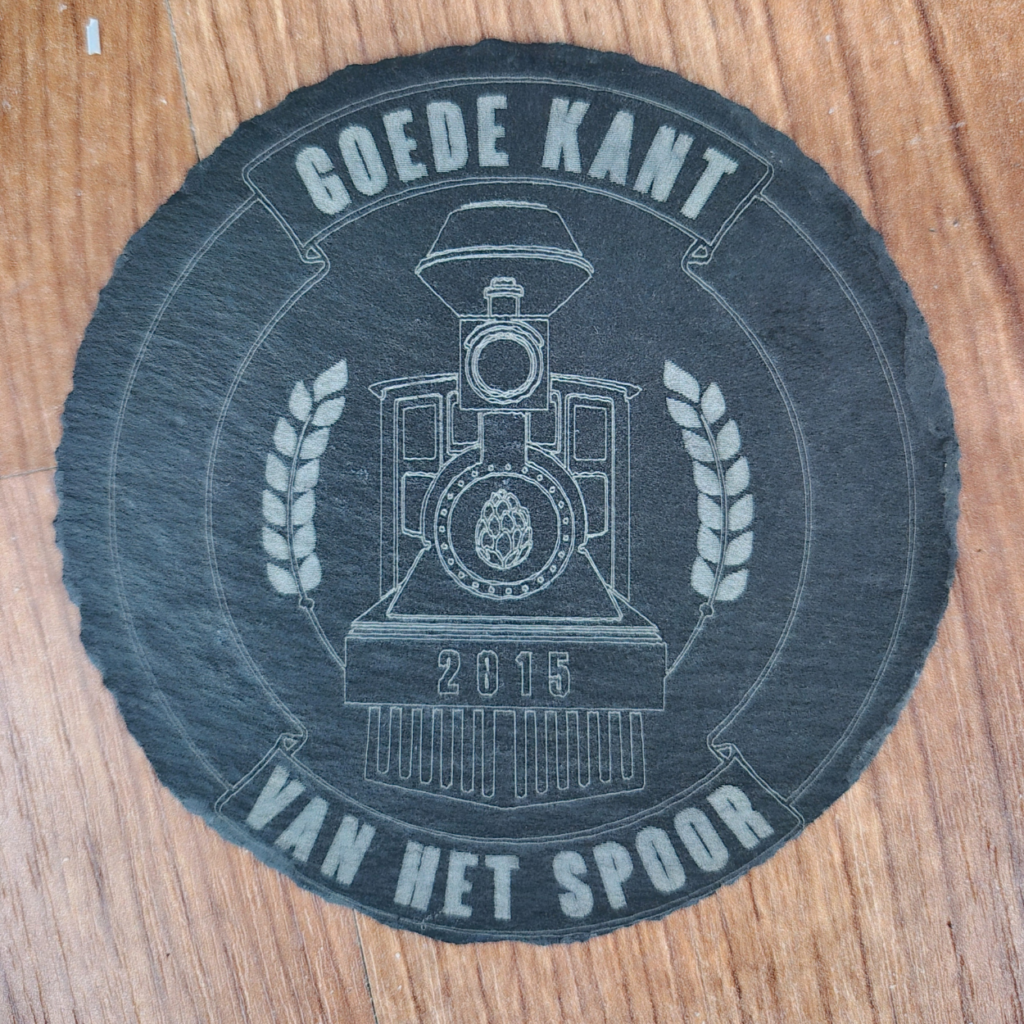 GOEDE KANT
2015
VAN HET SPOOR